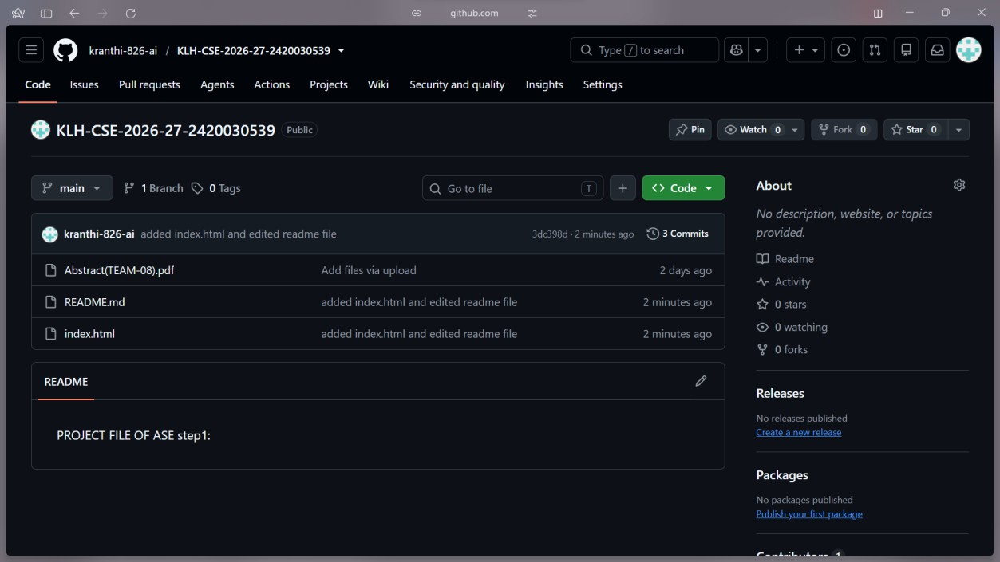 github.com
kranthi-826-ai / KLH-CSE-2026-27-2420030539
Type / to search
Code Issues Pull requests Agents Actions Projects Wiki Security and quality Insights Settings
KLH-CSE-2026-27-2420030539 Public
Pin Watch 0 Fork 0 Star 0
main 1 Branch 0 Tags Go to file T + Code
kranthi-826-ai added index.html and edited readme file 3dc398d · 2 minutes ago 3 Commits
Abstract(TEAM-08).pdf Add files via upload 2 days ago
README.md added index.html and edited readme file 2 minutes ago
index.html added index.html and edited readme file 2 minutes ago
README
PROJECT FILE OF ASE step1:
About
No description, website, or topics
provided.
Readme
Activity
0 stars
0 watching
0 forks
Releases
No releases published
Create a new release
Packages
No packages published
Publish your first package
Contributors 1